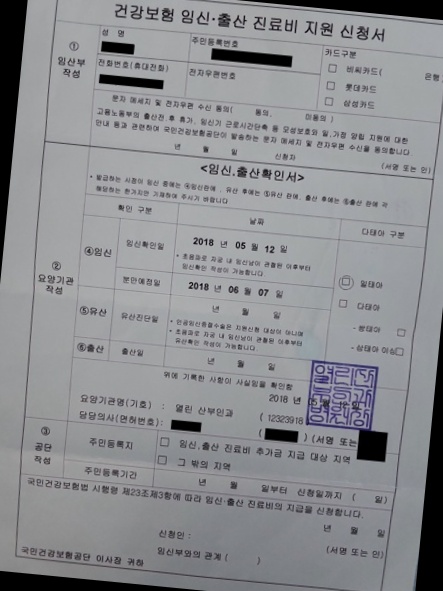 건강보험 임신·출산 진료비 지원 신청서
① 임산부 작성
성 명
주민등록번호
카드구분
전화번호(휴대전화)
전자우편번호
□ 비씨카드( 은행
□ 롯데카드
□ 삼성카드
문자 메세지 및 전자우편 수신 동의( 동의, 미동의 )
고용노동부의 출산전 후 휴가, 임신기 근로시간단축 등 모성보호와 일.가정 양립 지원에 대한
안내 등과 관련하여 국민건강보험공단이 발송하는 문자 메세지 및 전자우편 수신을 동의합니다
년 월 일 신청자 (서명 또는 인)
<임신.출산확인서>
• 발급하는 시점이 임신 중에는 ④임신란에 , 유산 후에는 ⑤유산 란에, 출산 후에는 ⑥출산 란에 각
해당하는 한가지만 기재하여 주시기 바랍니다
② 요양기관 작성
확인 구분
날짜
다태아 구분
④임신
임신확인일
2018 년 05 월 12 일
• 초음파로 자궁 내 임신낭이 관찰된 이후부터
임신확인 작성이 가능합니다
분만예정일
2018 년 06 월 07 일
□ 일태아
□ 다태아
- 쌍태아 □
- 삼태아 이상 □
⑤유산
유산진단일
년 월 일
• 인공임신중절수술은 지원신청 대상이 아니며
• 초음파로 자궁 내 임신낭이 관찰된 이후부터
유산확인 작성이 가능합니다
⑥출산
출산일
년 월 일
위에 기록한 사항이 사실임을 확인함
2018 년 05 월 일
요양기관명(기호) : 열린 산부인과 ( 12323918
담당의사(면허번호): ( ) (서명 또는
③ 공단 작성
주민등록지
□ 임신.출산 진료비 추가금 지급 대상 지역
□ 그 밖의 지역
주민등록기간
년 월 일부터 신청일까지 ( 일)
국민건강보험법 시행령 제23조제3항에 따라 임신·출산 진료비의 지급을 신청합니다.
년 월 일
신청인 : (서명 또는 인)
임산부와의 관계 ( )
국민건강보험공단 이사장 귀하